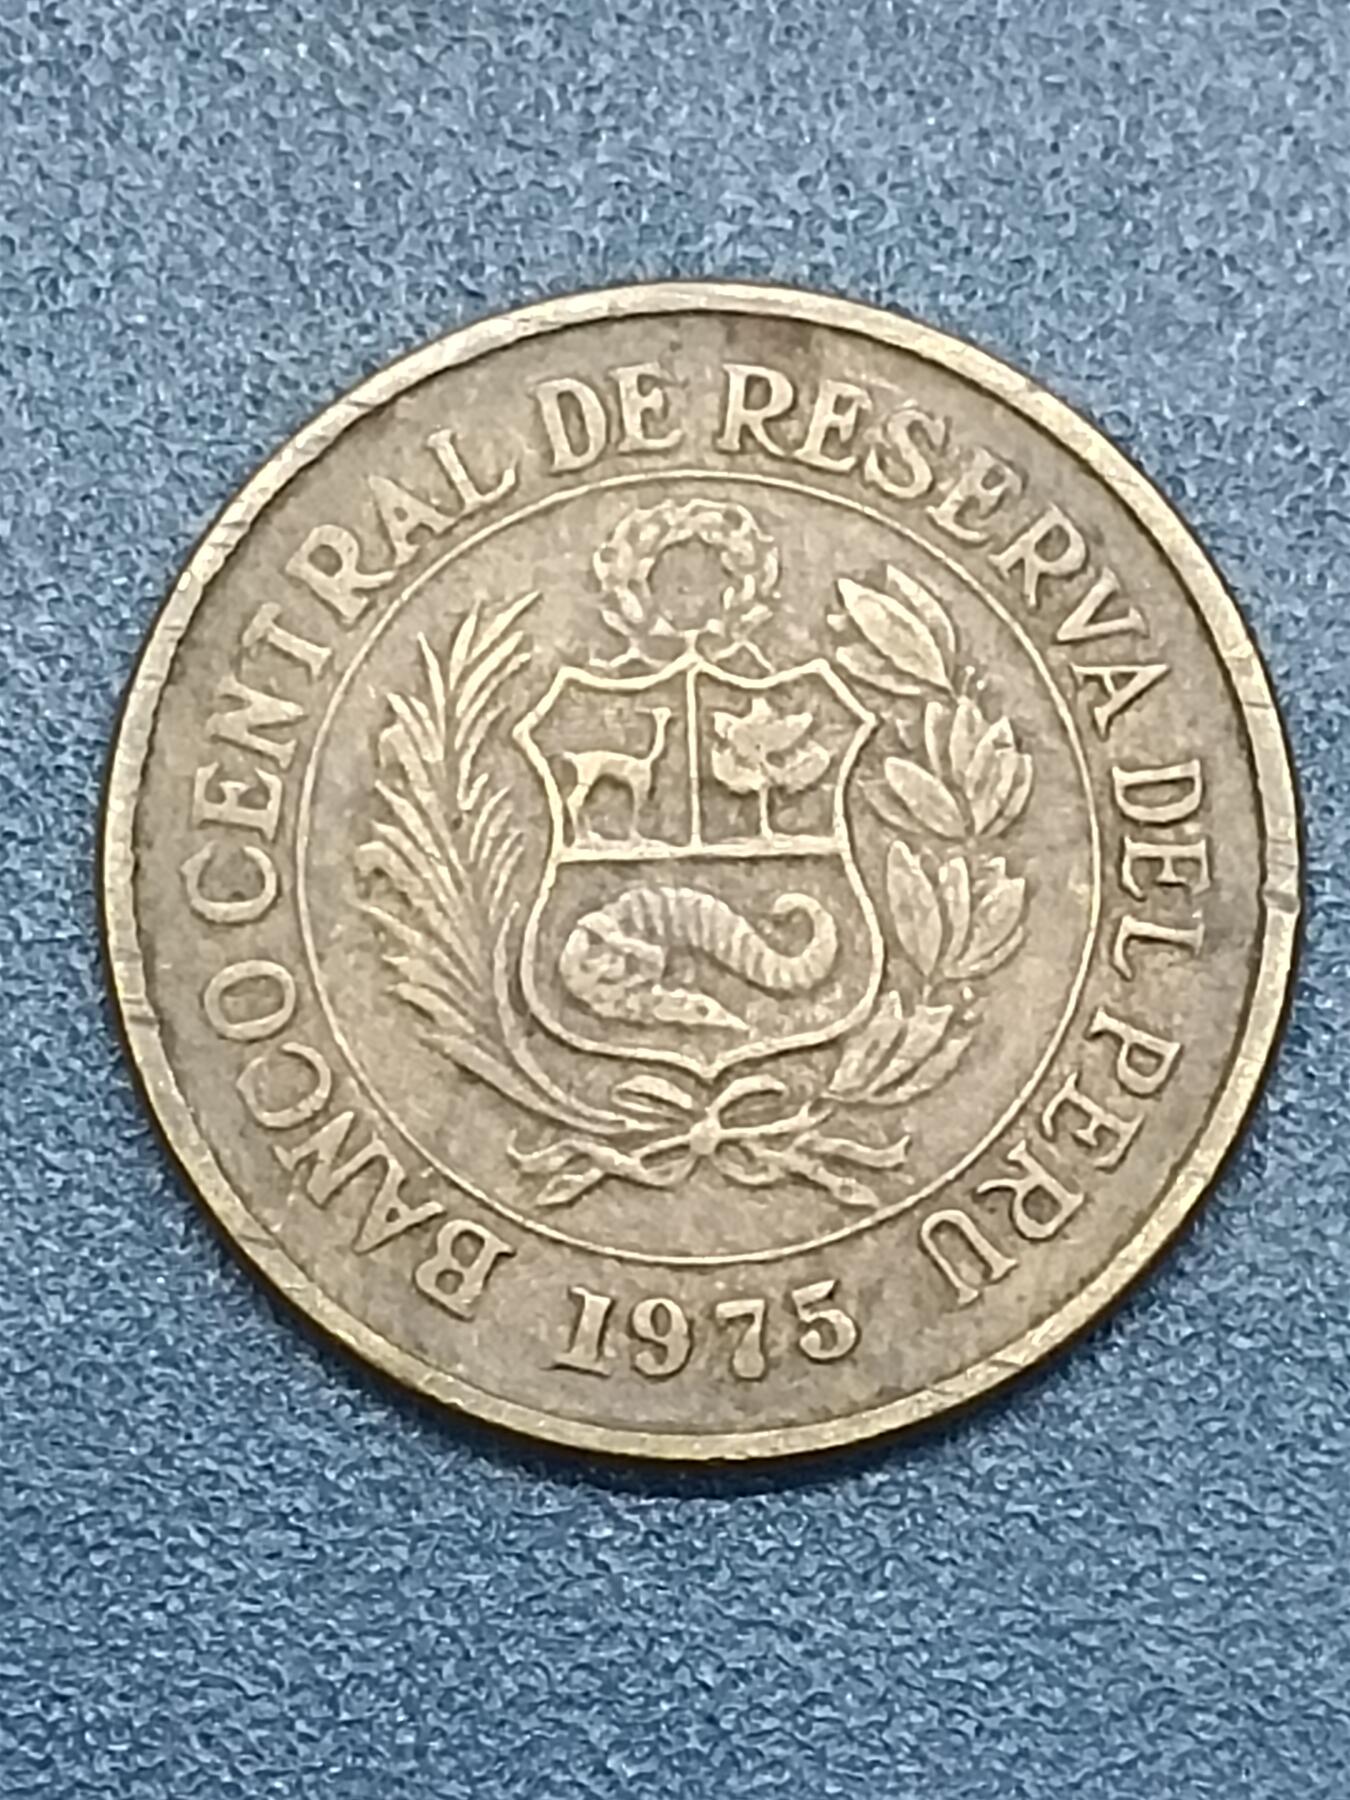 BANCO CENTRAL DE RESERVA DEL PERU
1975